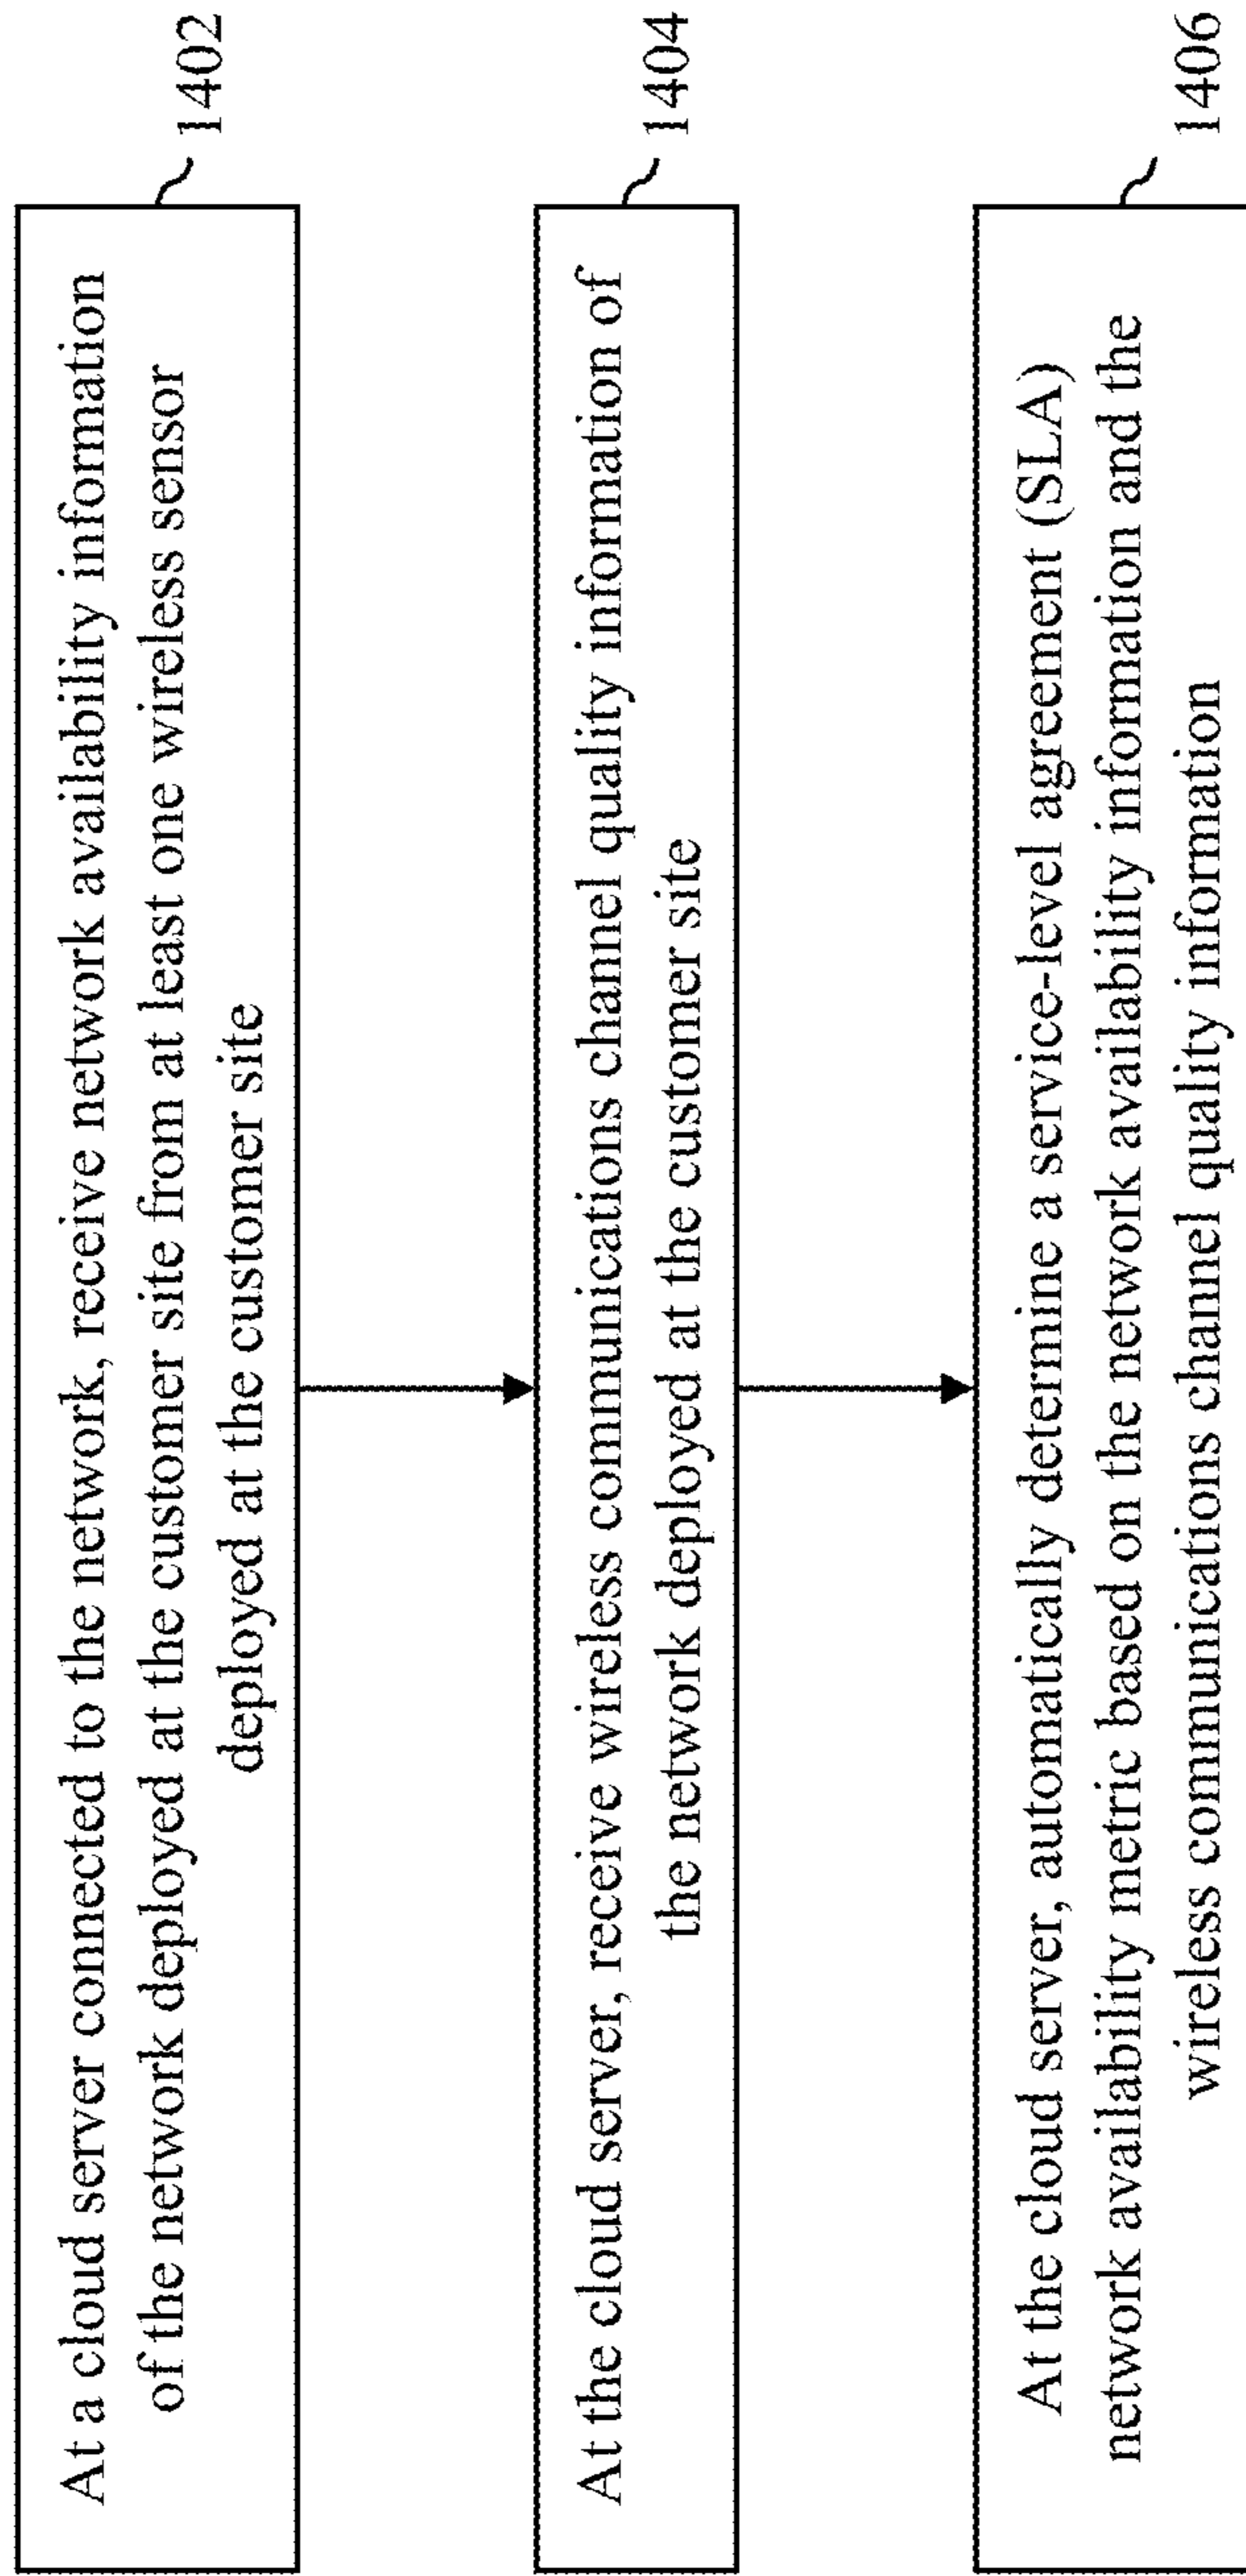 At a cloud server connected to the network, receive network availability information
of the network deployed at the customer site from at least one wireless sensor
deployed at the customer site
1402
At the cloud server, receive wireless communications channel quality information of
the network deployed at the customer site
1404
At the cloud server, automatically determine a service-level agreement (SLA)
network availability metric based on the network availability information and the
wireless communications channel quality information
1406